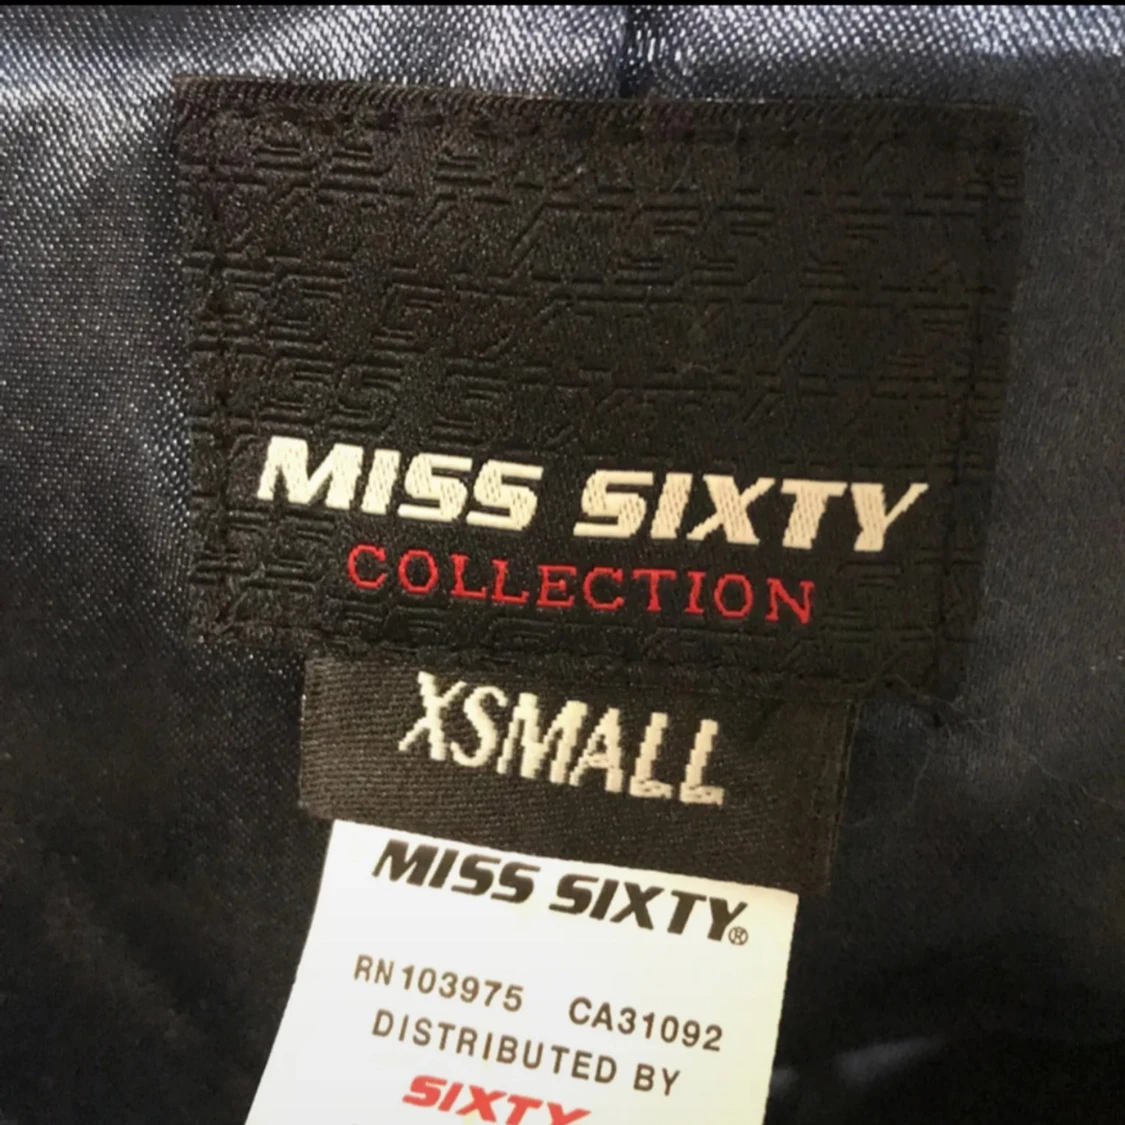 MISS SIXTY
COLLECTION
XSMALL
MISS SIXTY®
RN 103975 CA31092
DISTRIBUTED BY
SIXTY